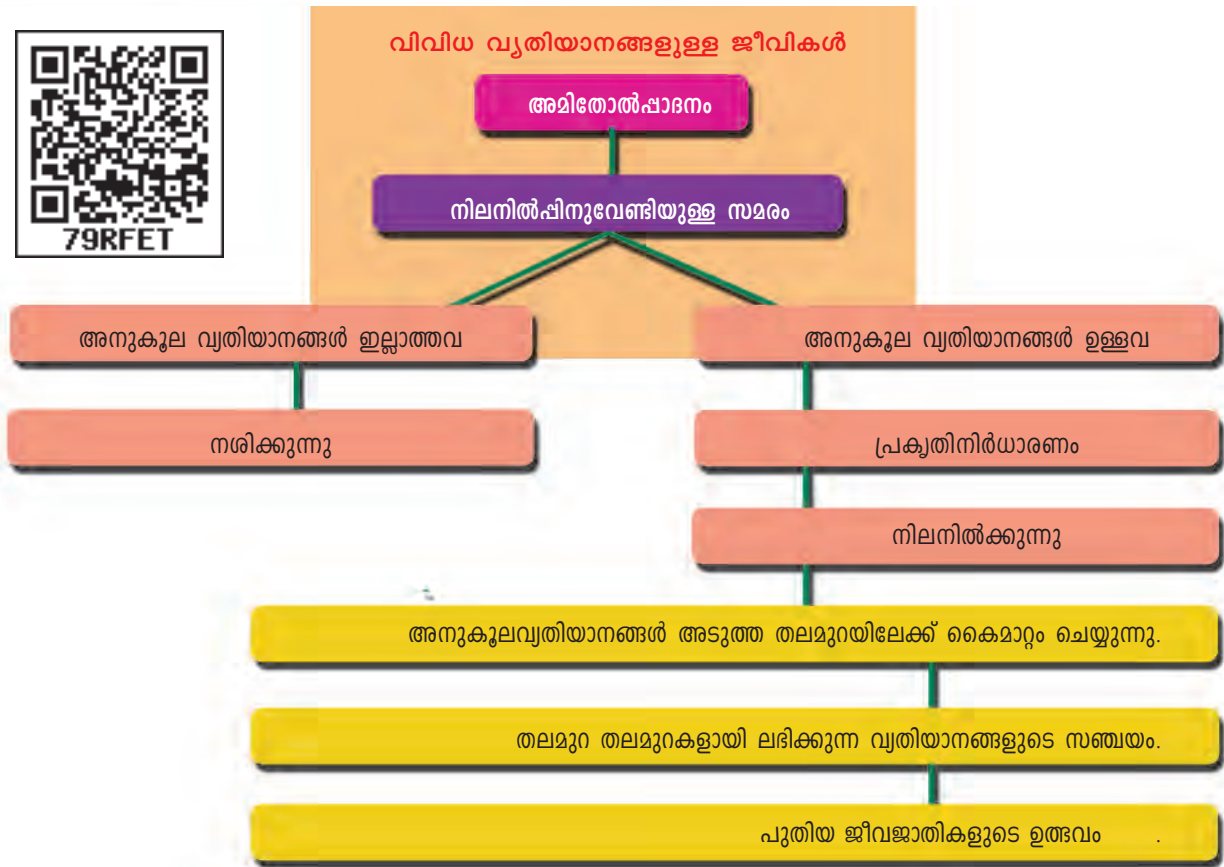 വിവിധ വ്യതിയാനങ്ങളുള്ള ജീവികൾ
അമിതോൽപ്പാദനം
നിലനിൽപ്പിനുവേണ്ടിയുള്ള സമരം
79RFET
അനുകൂല വ്യതിയാനങ്ങൾ ഇല്ലാത്തവ
അനുകൂല വ്യതിയാനങ്ങൾ ഉള്ളവ
നശിക്കുന്നു
പ്രകൃതിനിർധാരണം
നിലനിൽക്കുന്നു
അനുകൂലവ്യതിയാനങ്ങൾ അടുത്ത തലമുറയിലേക്ക് കൈമാറ്റം ചെയ്യുന്നു.
തലമുറ തലമുറകളായി ലഭിക്കുന്ന വ്യതിയാനങ്ങളുടെ സഞ്ചയം.
പുതിയ ജീവജാതികളുടെ ഉത്ഭവം .